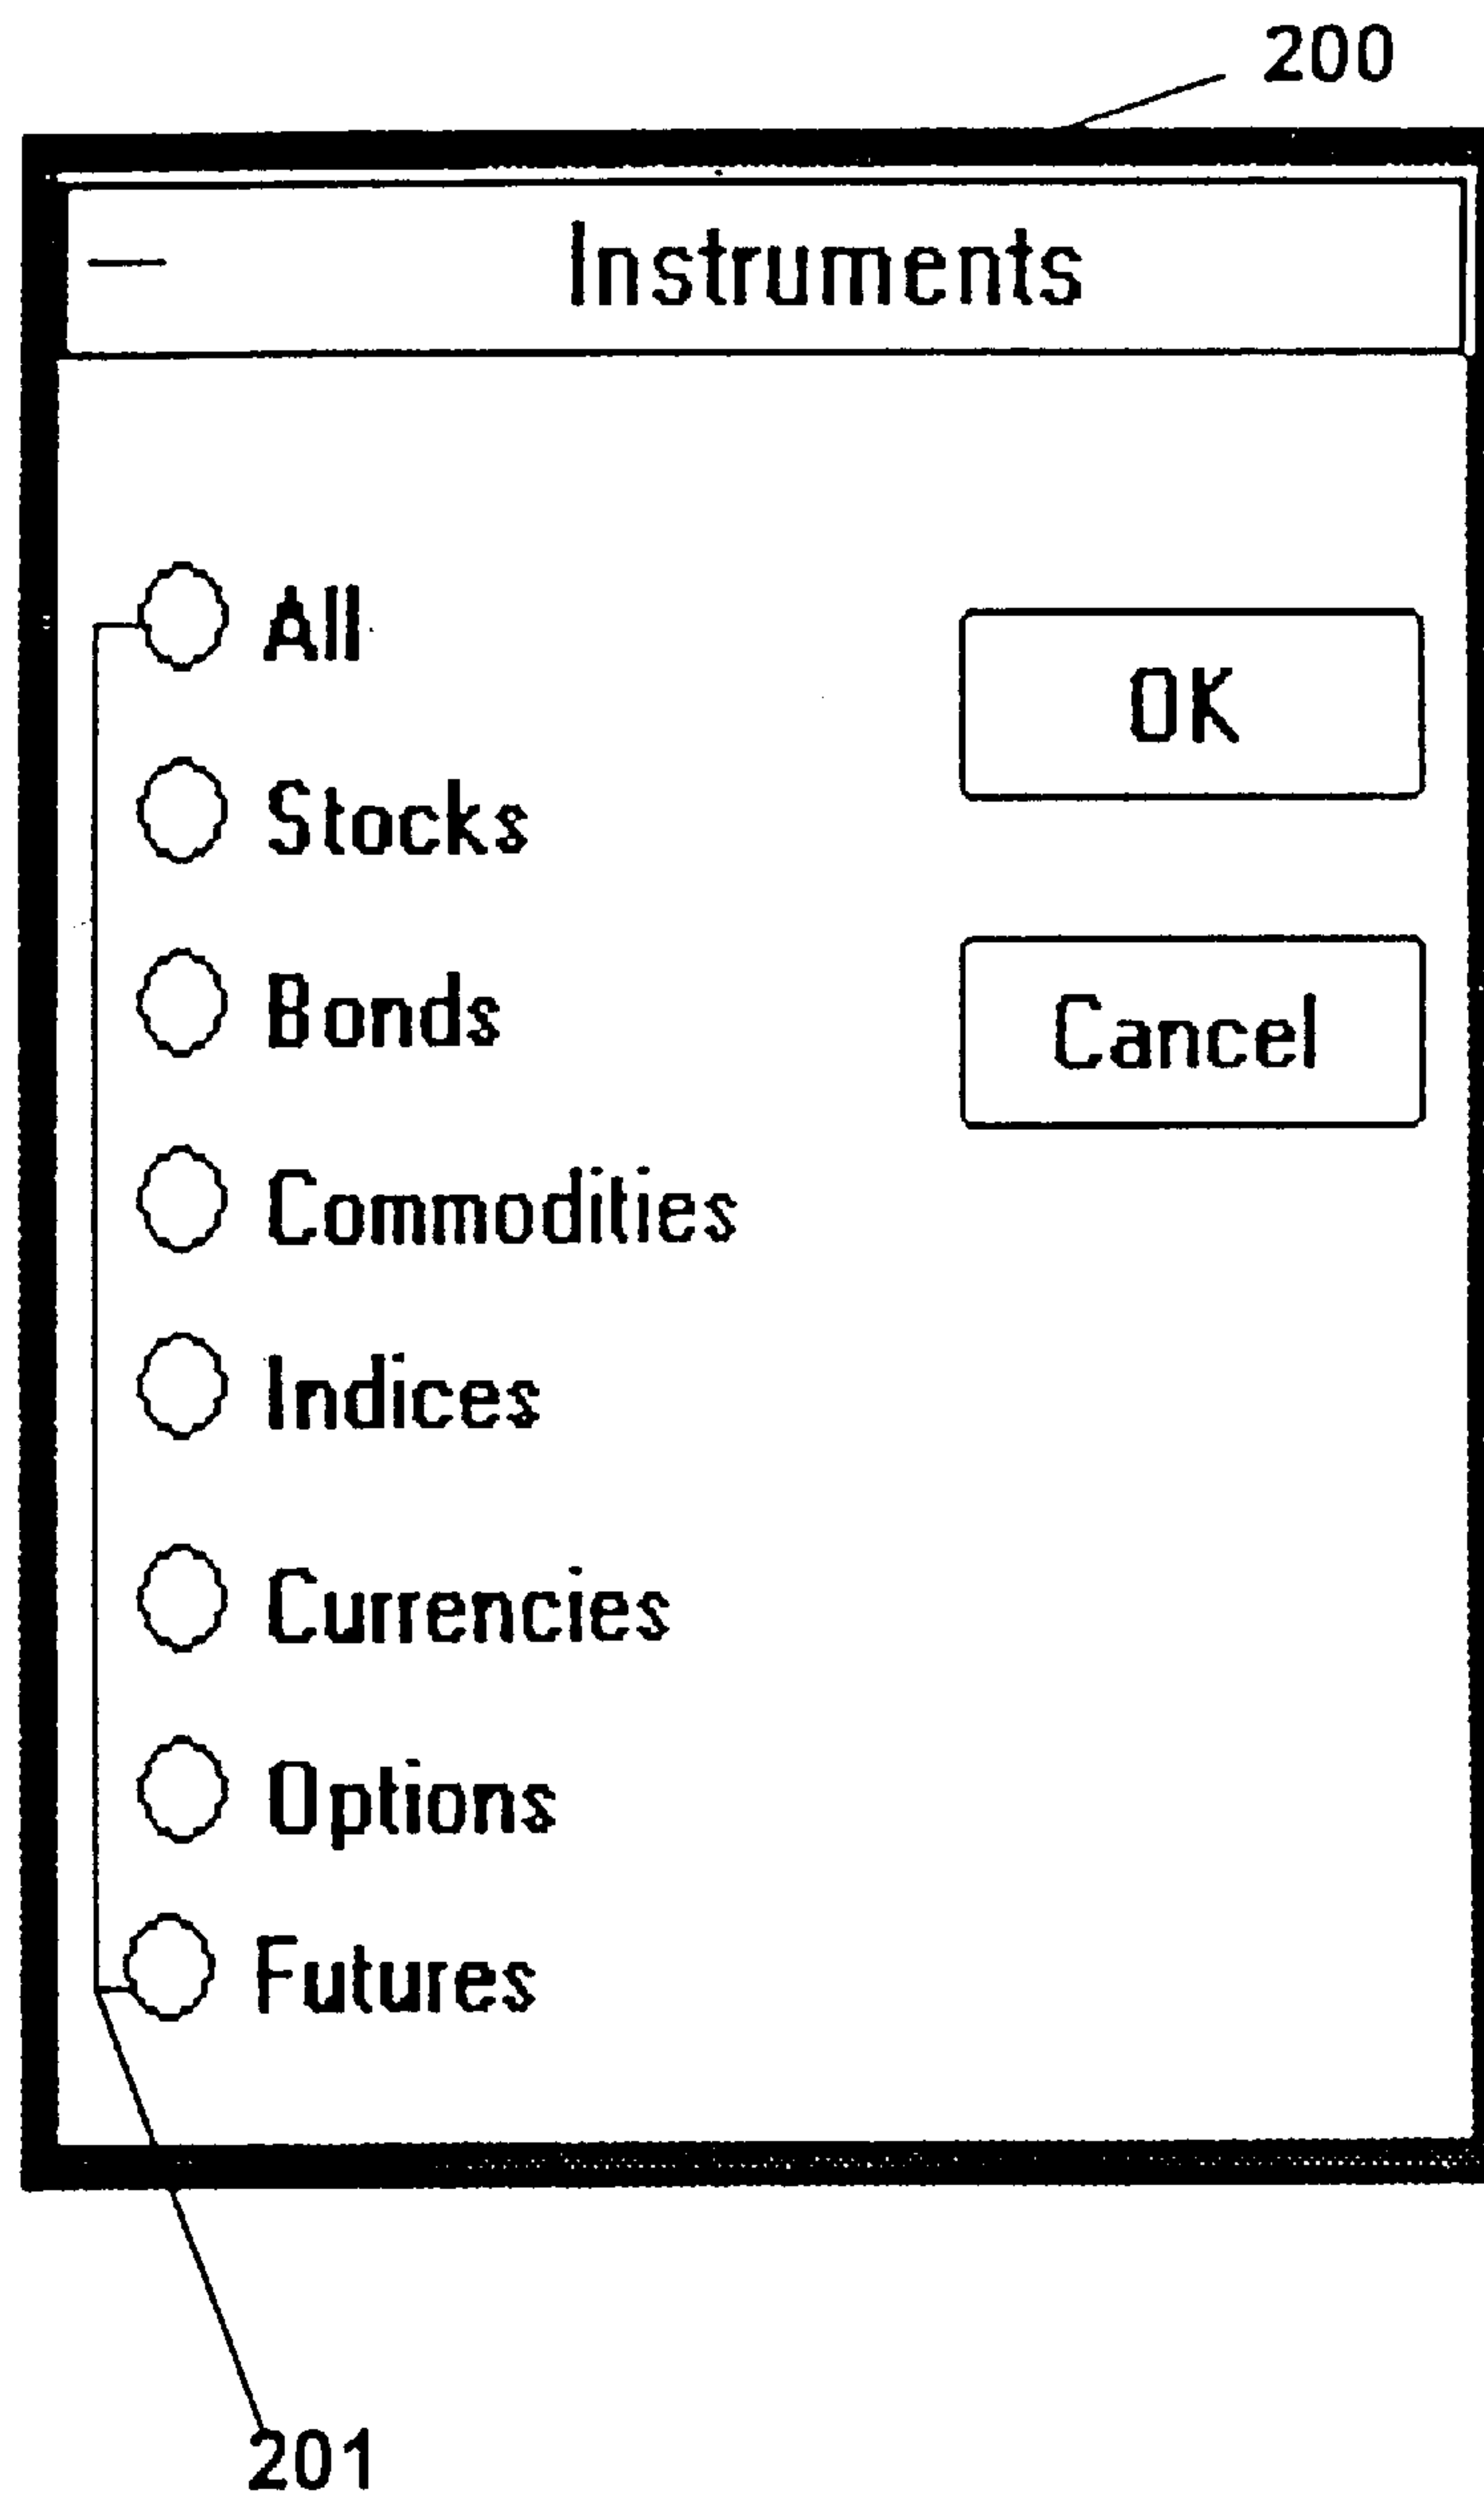 200
Instruments
All
OK
Stocks
Bonds
Cancel
Commodities
Indices
Currencies
Options
Futures
201